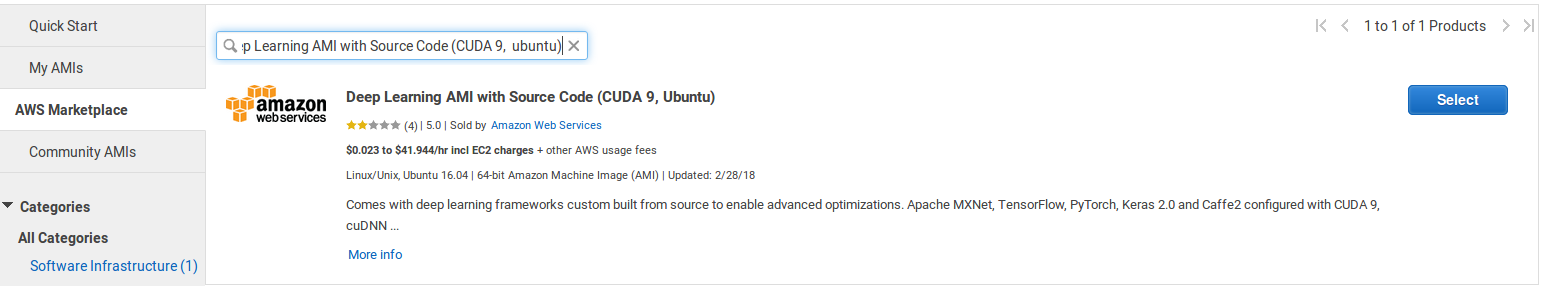 Quick Start
My AMIs
AWS Marketplace
Community AMIs
Categories
All Categories
Software Infrastructure (1)
1 to 1 of 1 Products
ep Learning AMI with Source Code (CUDA 9, ubuntu)
amazon
webservices
Deep Learning AMI with Source Code (CUDA 9, Ubuntu)
(4) | 5.0 | Sold by Amazon Web Services
$0.023 to $41.944/hr incl EC2 charges + other AWS usage fees
Linux/Unix, Ubuntu 16.04 | 64-bit Amazon Machine Image (AMI) | Updated: 2/28/18
Comes with deep learning frameworks custom built from source to enable advanced optimizations. Apache MXNet, TensorFlow, PyTorch, Keras 2.0 and Caffe2 configured with CUDA 9,
cuDNN ...
More info
Select